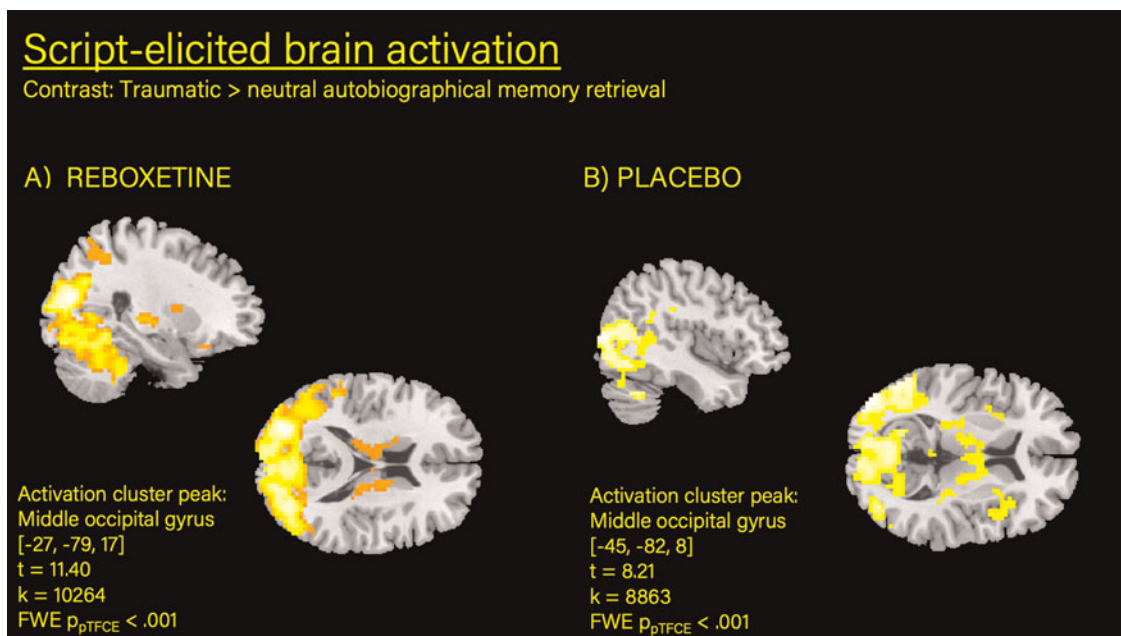 Script-elicited brain activation
Contrast: Traumatic > neutral autobiographical memory retrieval
A) REBOXETINE
Activation cluster peak:
Middle occipital gyrus
[-27, -79, 17]
t = 11.40
k = 10264
FWE ppTFCE < .001
B) PLACEBO
Activation cluster peak:
Middle occipital gyrus
[-45, -82, 8]
t = 8.21
k = 8863
FWE ppTFCE < .001